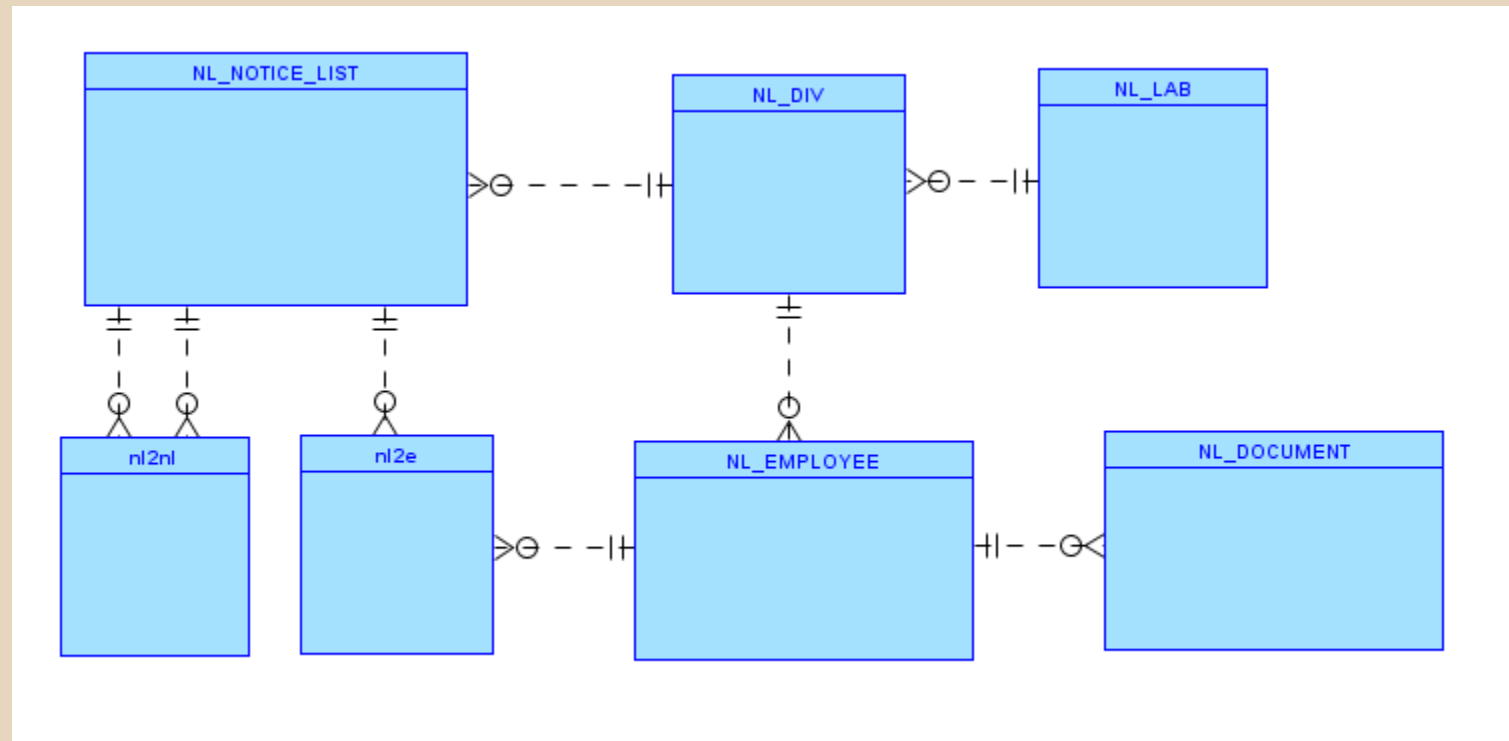 NL_NOTICE_LIST
NL_DIV
NL_LAB
nl2nl
nl2e
NL_EMPLOYEE
NL_DOCUMENT